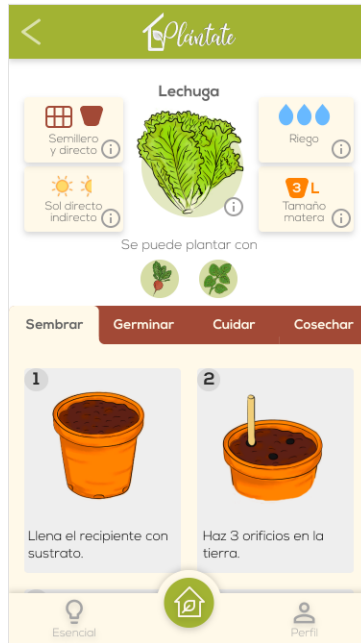 Plántate
Lechuga
Semillero
y directo
Riego
Sol directo
indirecto
3 L
Tamaño
matera
Se puede plantar con
Sembrar
Germinar
Cuidar
Cosechar
1
2
Llena el recipiente con
sustrato.
Haz 3 orificios en la
tierra.
Esencial
Perfil